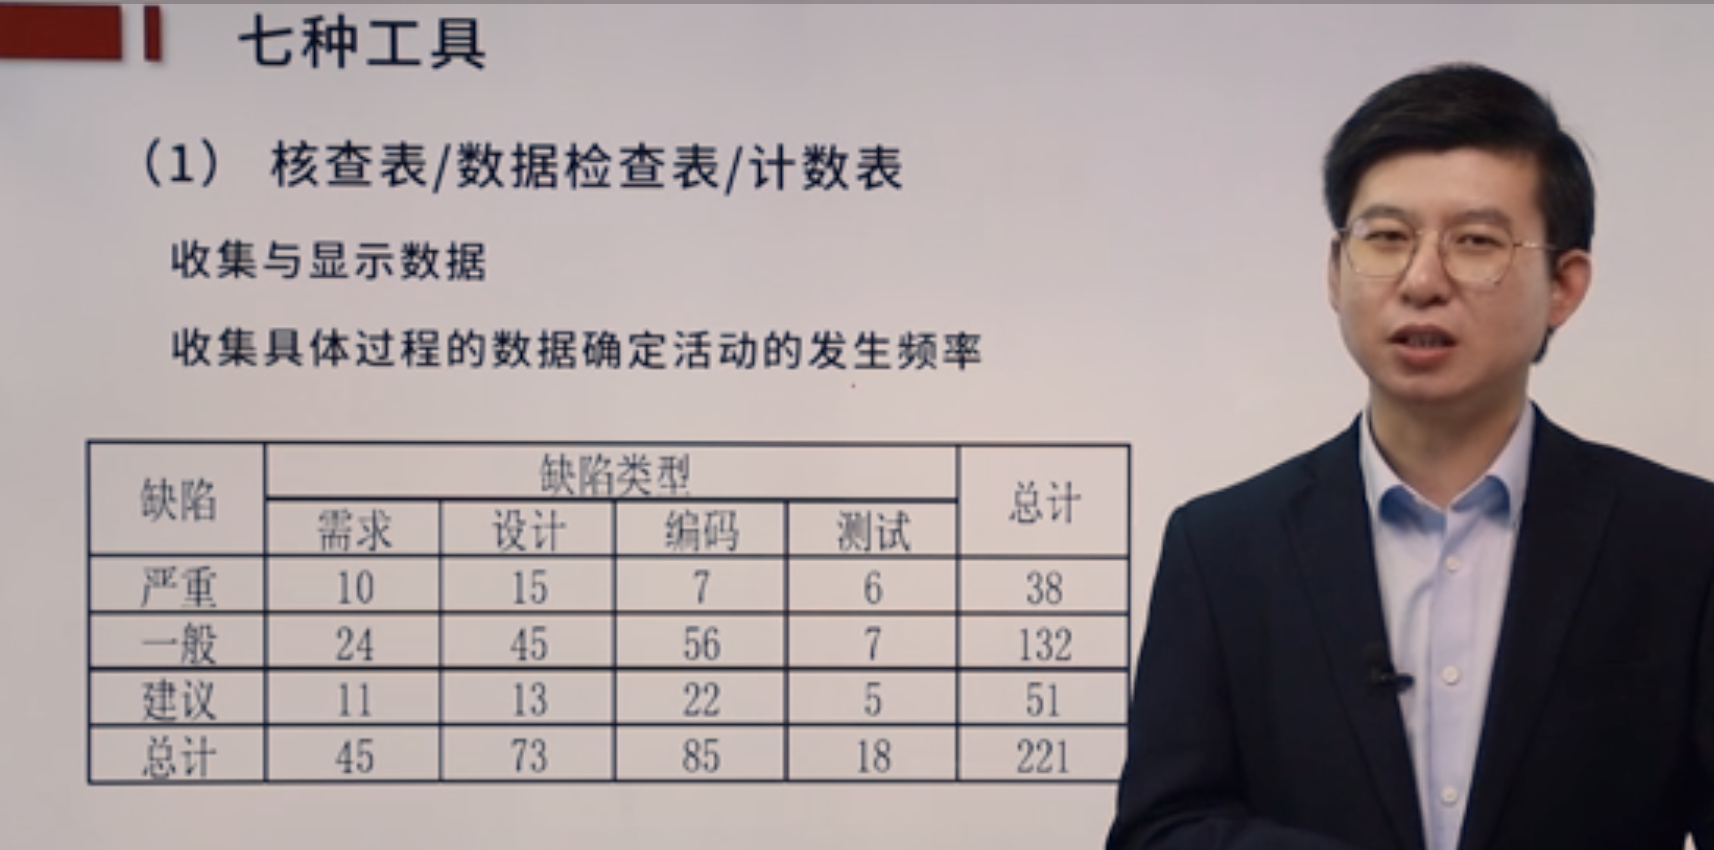 七种工具
（1） 核查表/数据检查表/计数表
收集与显示数据
收集具体过程的数据确定活动的发生频率
缺陷 缺陷类型 总计
需求 设计 编码 测试
严重 10 15 7 6 38
一般 24 45 56 7 132
建议 11 13 22 5 51
总计 45 73 85 18 221